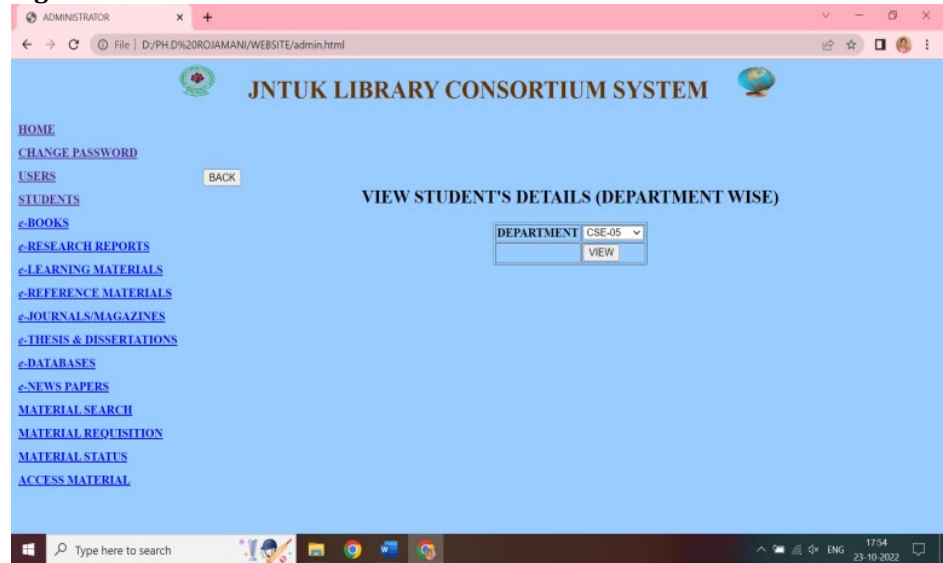 ADMINISTRATOR
File | D:/PH.D%20ROJAMANI/WEBSITE/admin.html
JNTUK LIBRARY CONSORTIUM SYSTEM
HOME
CHANGE PASSWORD
USERS
BACK
STUDENTS
VIEW STUDENT'S DETAILS (DEPARTMENT WISE)
e-BOOKS
DEPARTMENT CSE-05
e-RESEARCH REPORTS
VIEW
e-LEARNING MATERIALS
e-REFERENCE MATERIALS
e-JOURNALS/MAGAZINES
e-THESIS & DISSERTATIONS
e-DATABASES
e-NEWS PAPERS
MATERIAL SEARCH
MATERIAL REQUISITION
MATERIAL STATUS
ACCESS MATERIAL
Type here to search
ENG
17:54
23-10-2022